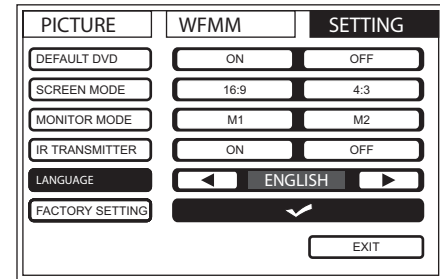 PICTURE WFMM SETTING
DEFAULT DVD ON OFF
SCREEN MODE 16:9 4:3
MONITOR MODE M1 M2
IR TRANSMITTER ON OFF
LANGUAGE ENGLISH
FACTORY SETTING
EXIT